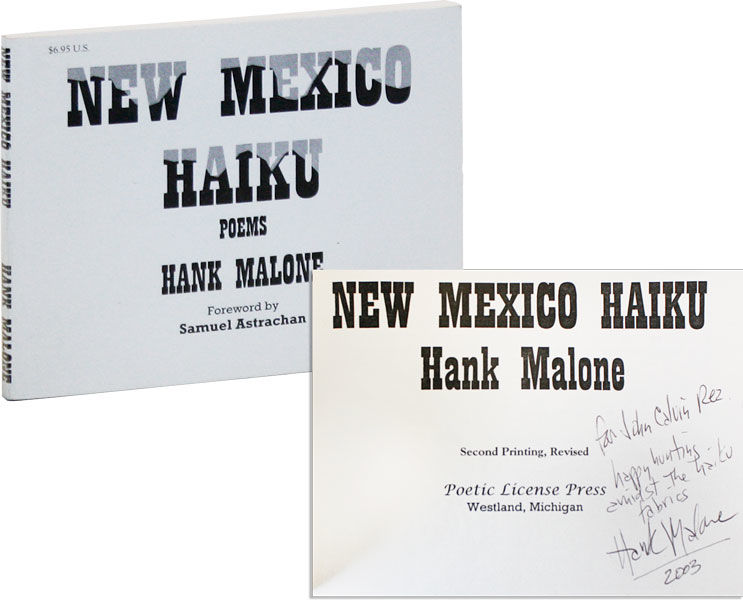 $6.95 U.S.
NEW MEXICO
HAIKU
POEMS
HANK MALONE
Foreword by
Samuel Astrachan
NEW MEXICO HAIKU HANK MALONE
NEW MEXICO HAIKU
Hank Malone
Second Printing, Revised
Poetic License Press
Westland, Michigan
for John Calvin Rez.
happy hunting
amidst the haiku
fabrics
Hank Malone
2003